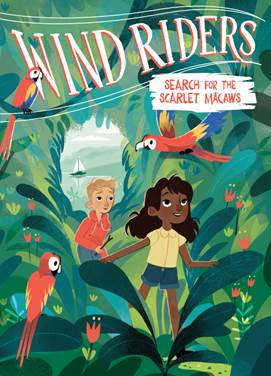 WIND RIDERS
SEARCH FOR THE
SCARLET MACAWS